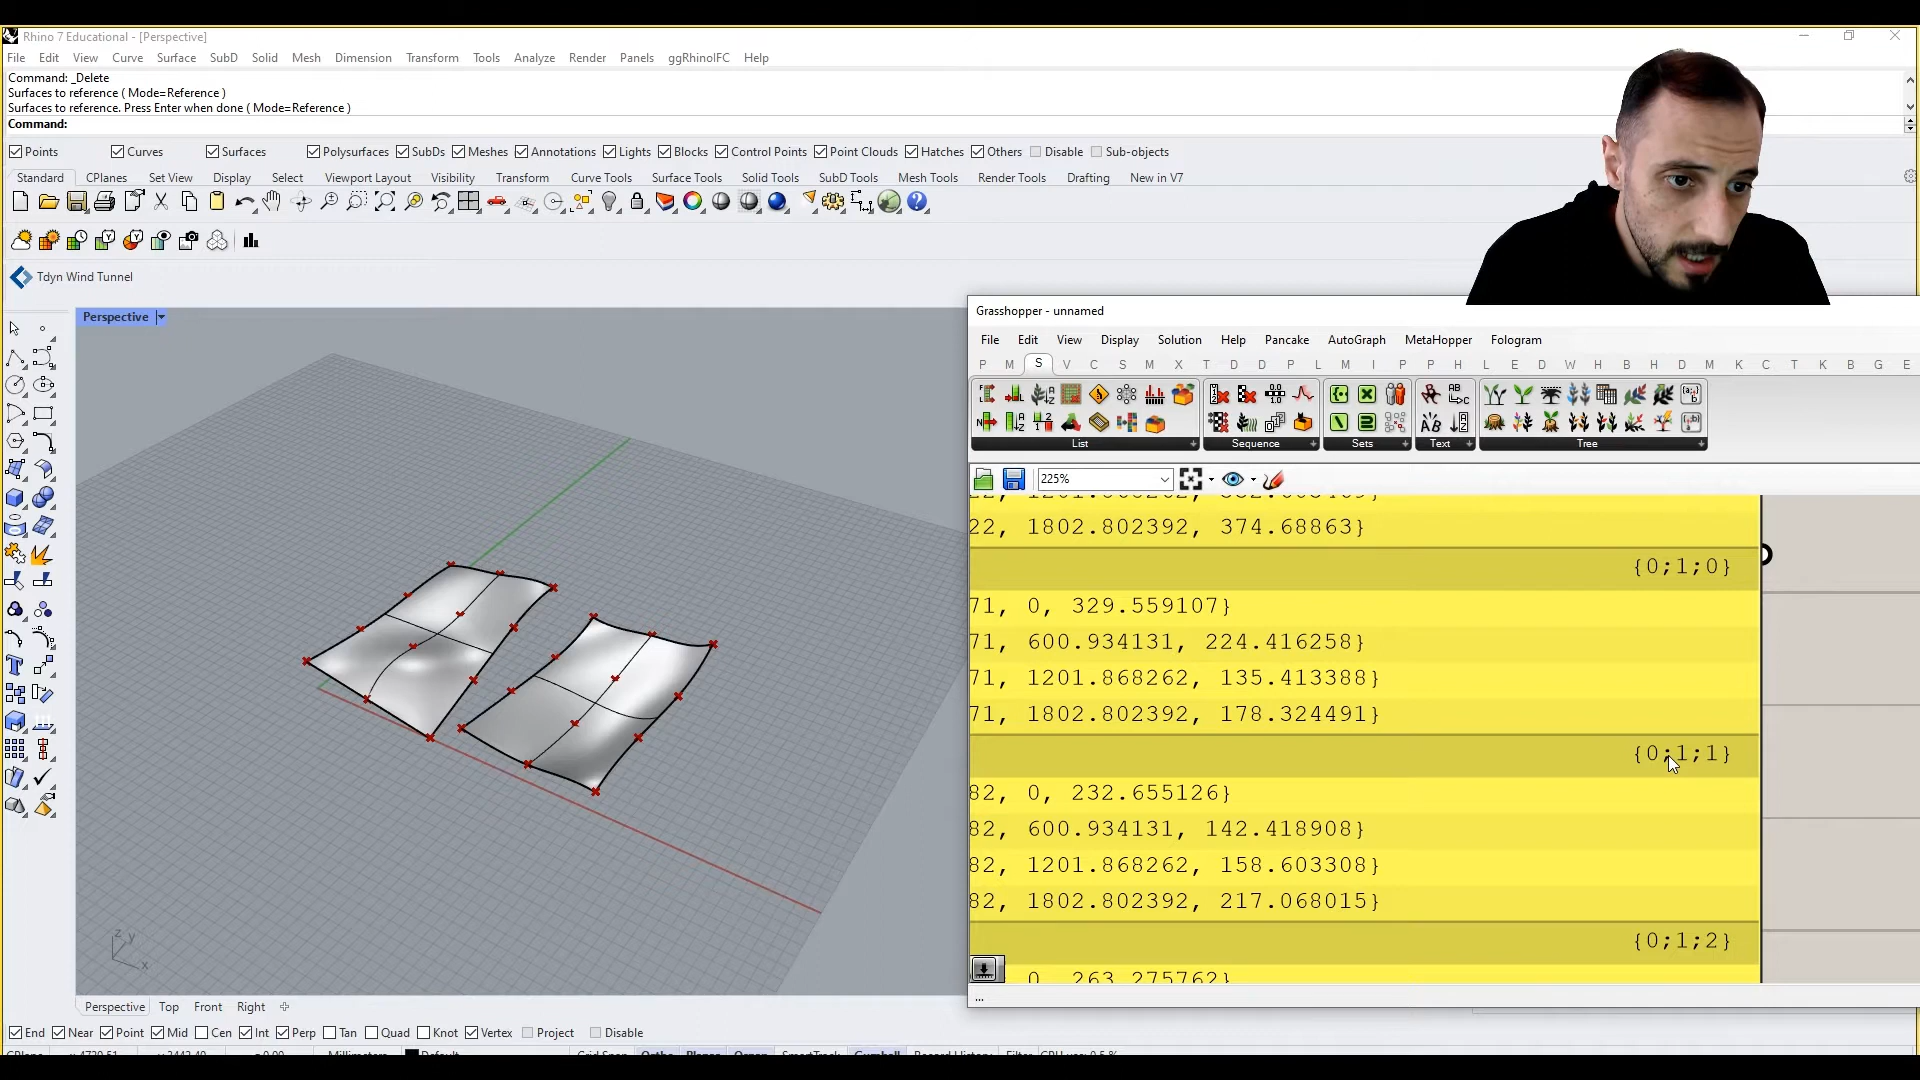 Rhino 7 Educational - [Perspective]
File Edit View Curve Surface SubD Solid Mesh Dimension Transform Tools Analyze Render Panels ggRhinoIFC Help
Command: _Delete
Surfaces to reference ( Mode=Reference )
Surfaces to reference. Press Enter when done ( Mode=Reference )
Command:
Points Curves Surfaces Polysurfaces SubDs Meshes Annotations Lights Blocks Control Points Point Clouds Hatches Others Disable Sub-objects
Standard CPlanes Set View Display Select Viewport Layout Visibility Transform Curve Tools Surface Tools Solid Tools SubD Tools Mesh Tools Render Tools Drafting New in V7
Tdyn Wind Tunnel
Perspective
z y
x
Grasshopper - unnamed
File Edit View Display Solution Help Pancake AutoGraph MetaHopper Fologram
P M S V C S M X T D D P L M I P H L E D W H B H D M K C T K B G E
List Sequence Sets Text Tree
225%
22, 1802.802392, 374.68863}
{0;1;0}
71, 0, 329.559107}
71, 600.934131, 224.416258}
71, 1201.868262, 135.413388}
71, 1802.802392, 178.324491}
{0;1;1}
82, 0, 232.655126}
82, 600.934131, 142.418908}
82, 1201.868262, 158.603308}
82, 1802.802392, 217.068015}
{0;1;2}
0, 263.275762}
...
Perspective Top Front Right
End Near Point Mid Cen Int Perp Tan Quad Knot Vertex Project Disable